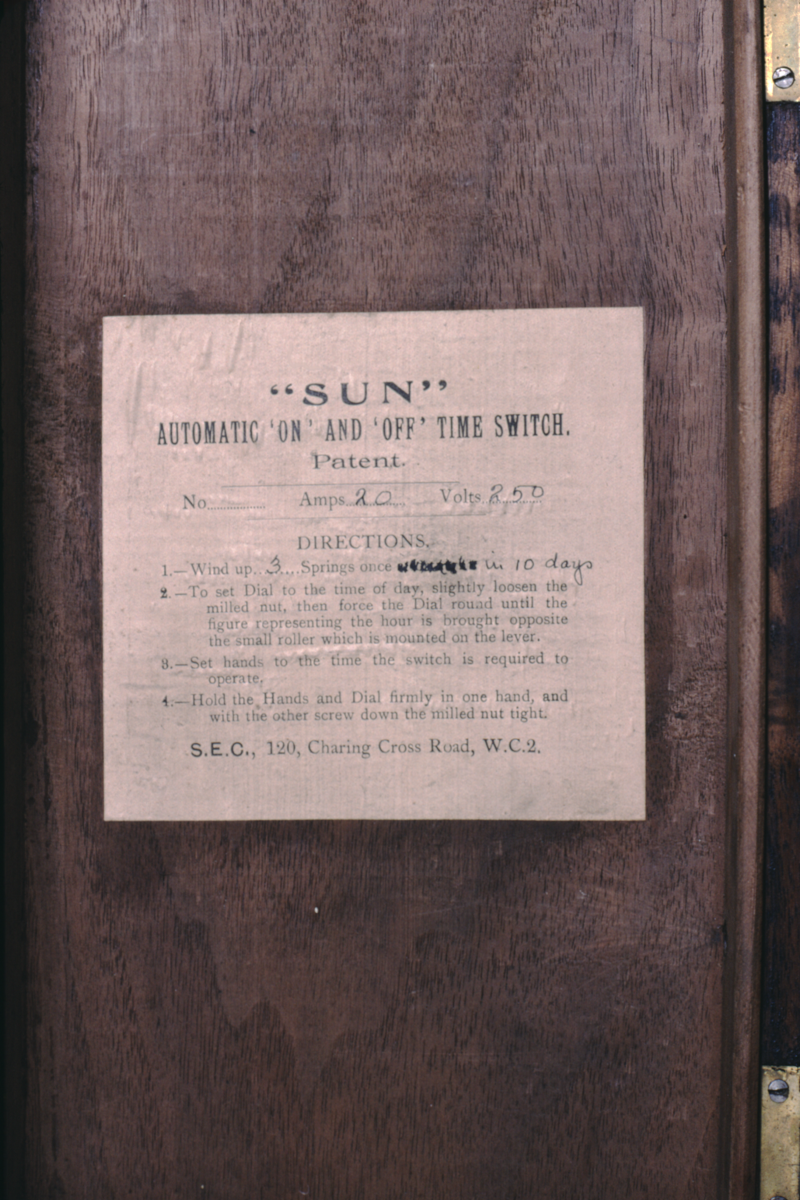 “SUN”
AUTOMATIC ‘ON’ AND ‘OFF’ TIME SWITCH.
Patent.
No................ Amps..20..... Volts..250
DIRECTIONS.
1.—Wind up..3....Springs once in 10 days
2.—To set Dial to the time of day, slightly loosen the
milled nut, then force the Dial round until the
figure representing the hour is brought opposite
the small roller which is mounted on the lever.
3.—Set hands to the time the switch is required to
operate.
4.—Hold the Hands and Dial firmly in one hand, and
with the other screw down the milled nut tight.
S.E.C., 120, Charing Cross Road, W.C.2.